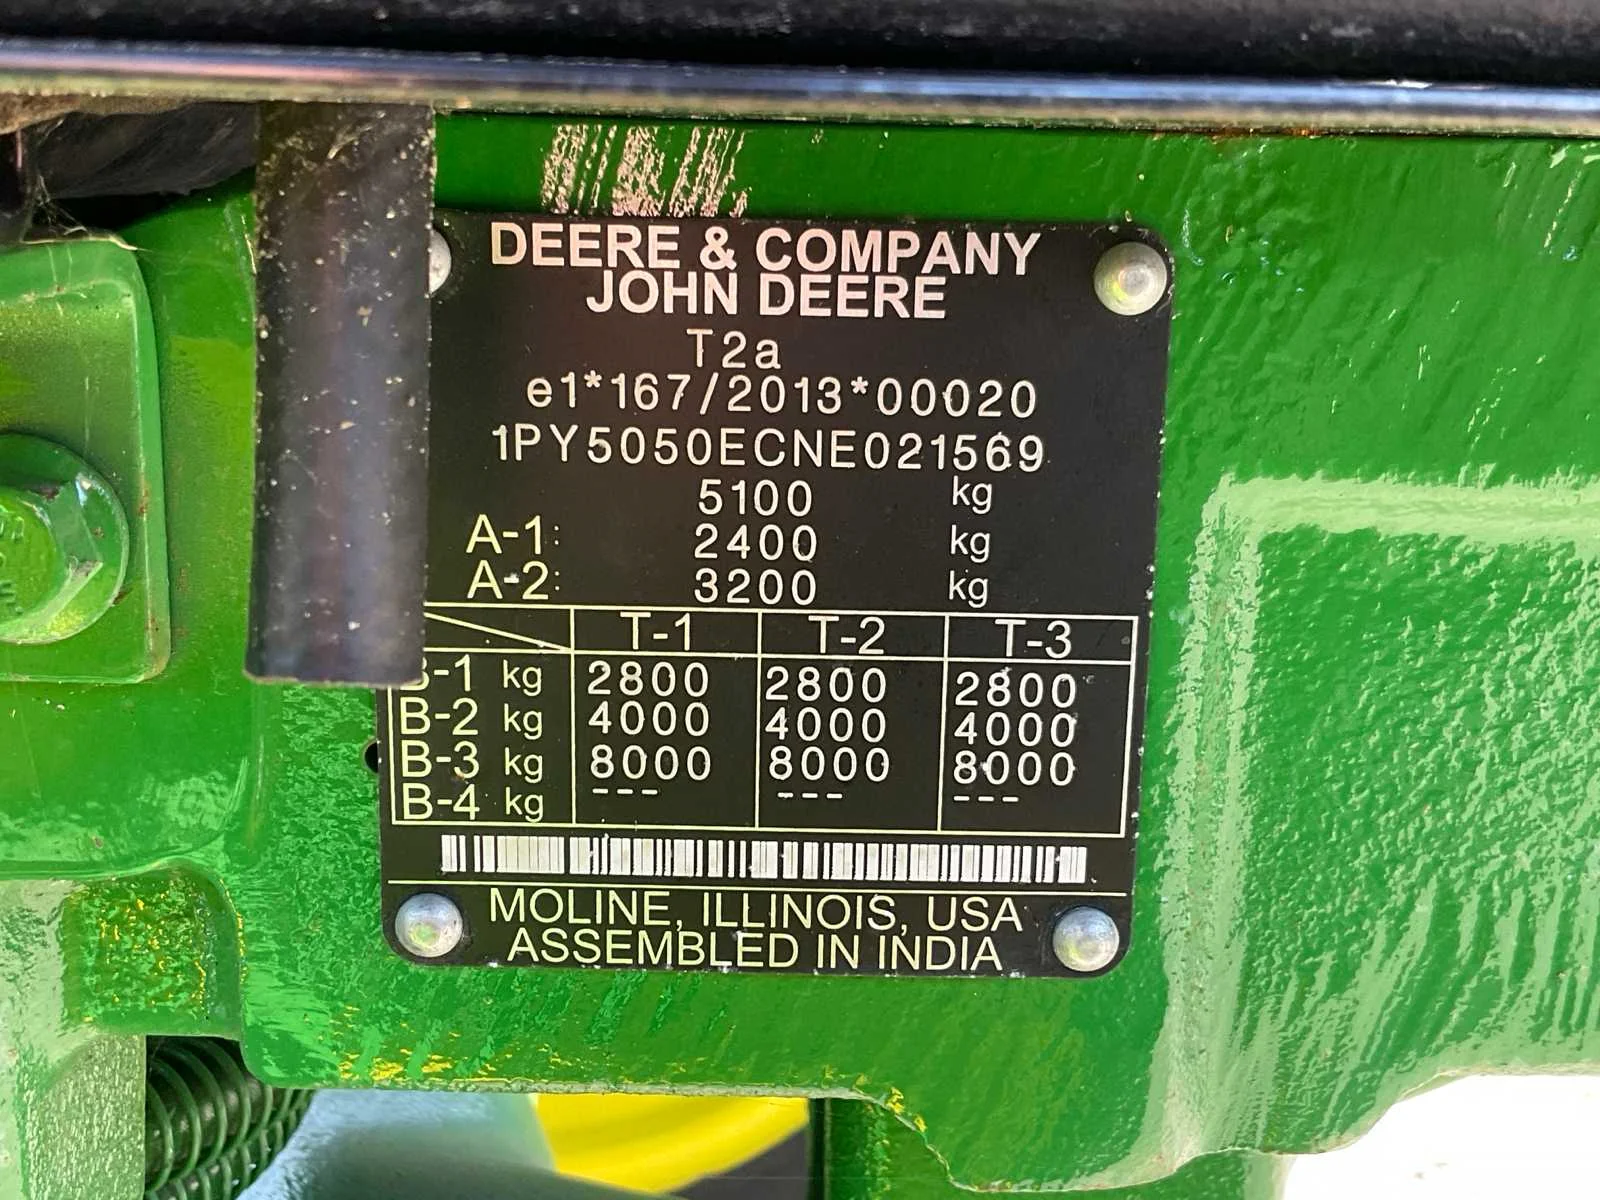 DEERE & COMPANY
JOHN DEERE
T2a
e1*167/2013*00020
1PY5050ECNE021569
5100 kg
A-1: 2400 kg
A-2: 3200 kg
T-1 T-2 T-3
B-1 kg 2800 2800 2800
B-2 kg 4000 4000 4000
B-3 kg 8000 8000 8000
B-4 kg --- --- ---
MOLINE, ILLINOIS, USA
ASSEMBLED IN INDIA